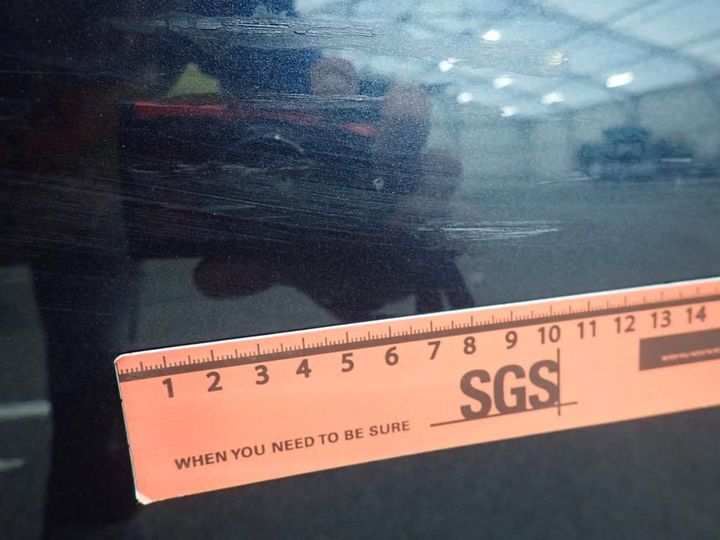 1 2 3 4 5 6 7 8 9 10 11 12 13 14
SGS
WHEN YOU NEED TO BE SURE